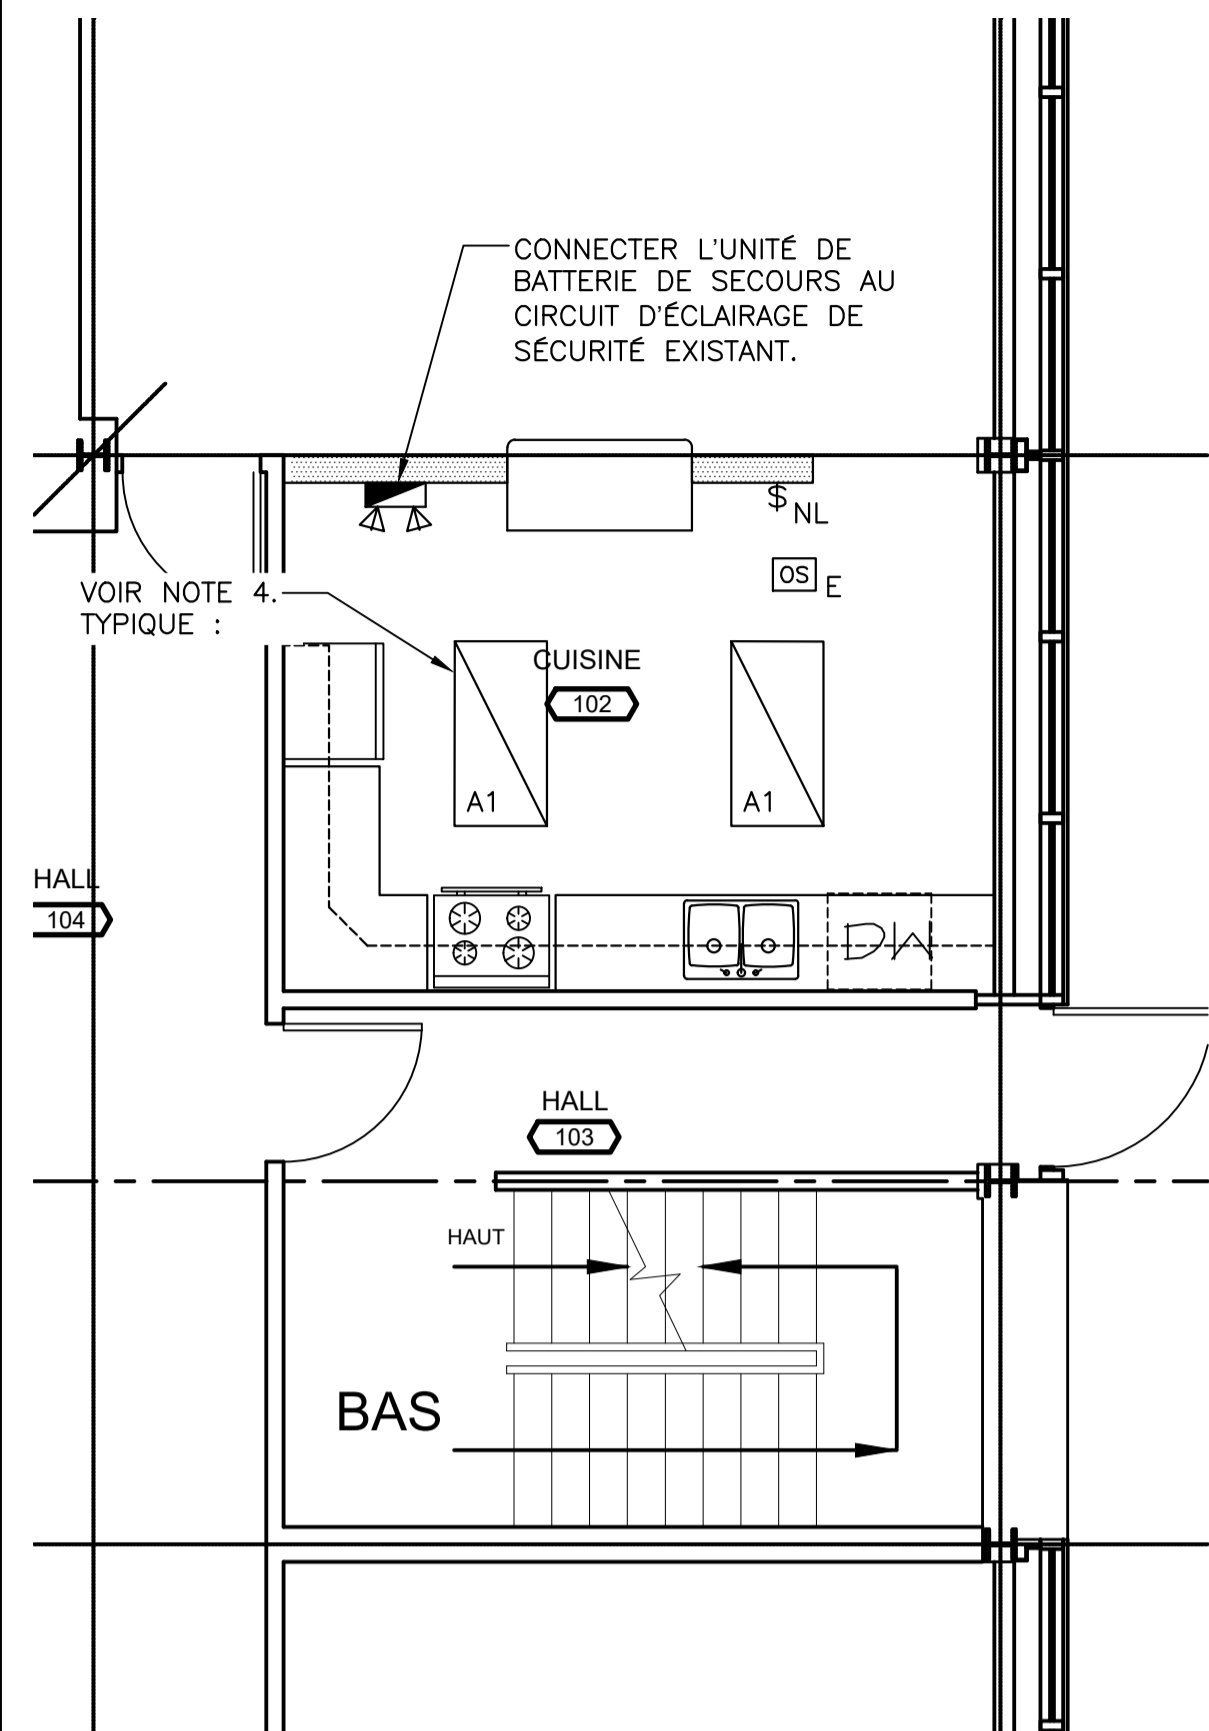 CONNECTER L'UNITÉ DE
BATTERIE DE SECOURS AU
CIRCUIT D'ÉCLAIRAGE DE
SÉCURITÉ EXISTANT.
$ NL
OS E
VOIR NOTE 4.
TYPIQUE :
CUISINE
102
A1
A1
HALL
104
DW
HALL
103
HAUT
BAS